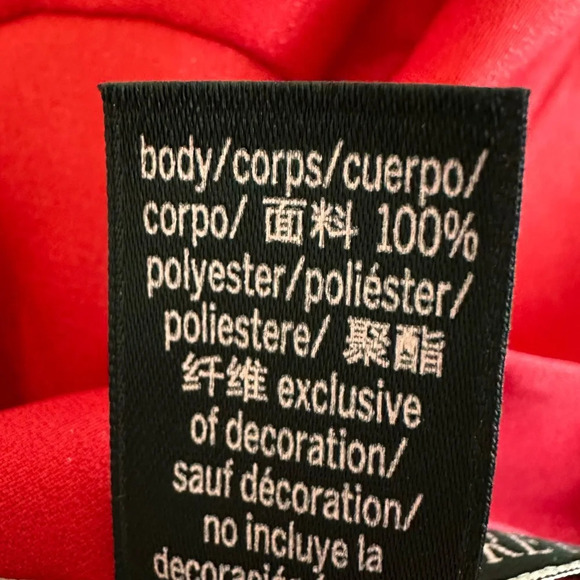 body/corps/cuerpo/
corpo/ 面料 100%
polyester/poliéster/
poliestere/ 聚酯
纤维 exclusive
of decoration/
sauf décoration/
no incluye la
decoración/